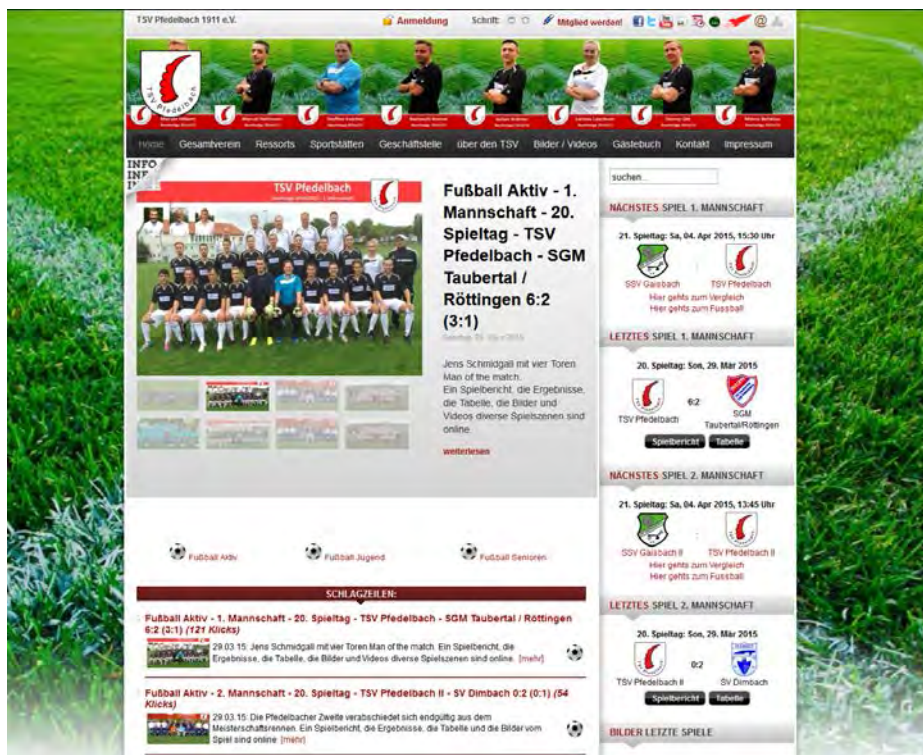 TSV Pfedelbach 1911 e.V.
Anmeldung
Schrift:
Mitglied werden!
TSV Pfedelbach
Home Gesamtverein Ressorts Sportstätten Geschäftstelle über den TSV Bilder / Videos Gästebuch Kontakt Impressum
INFO
INFO
TSV Pfedelbach
Fußball Aktiv - 1.
Mannschaft - 20.
Spieltag - TSV
Pfedelbach - SGM
Taubertal /
Röttingen 6:2
(3:1)
Jens Schmidgall mit vier Toren
Man of the match.
Ein Spielbericht, die Ergebnisse,
die Tabelle, die Bilder und
Videos diverse Spielszenen sind
online.
weiterlesen
Fußball Aktiv
Fußball Jugend
Fußball Senioren
SCHLAGZEILEN:
Fußball Aktiv - 1. Mannschaft - 20. Spieltag - TSV Pfedelbach - SGM Taubertal / Röttingen
6:2 (3:1) (121 Klicks)
29.03.15: Jens Schmidgall mit vier Toren Man of the match. Ein Spielbericht, die
Ergebnisse, die Tabelle, die Bilder und Videos diverse Spielszenen sind online. [mehr]
Fußball Aktiv - 2. Mannschaft - 20. Spieltag - TSV Pfedelbach II - SV Dimbach 0:2 (0:1) (54
Klicks)
29.03.15: Die Pfedelbacher Zweite verabschiedet sich endgültig aus dem
Meisterschaftsrennen. Ein Spielbericht, die Ergebnisse, die Tabelle und die Bilder vom
Spiel sind online [mehr]
suchen...
NÄCHSTES SPIEL 1. MANNSCHAFT
21. Spieltag: Sa, 04. Apr 2015, 15:30 Uhr
SSV Gaisbach : TSV Pfedelbach
Hier gehts zum Vergleich
Hier gehts zum Fussball
LETZTES SPIEL 1. MANNSCHAFT
20. Spieltag: Son, 29. Mär 2015
6:2
TSV Pfedelbach SGM
Taubertal/Röttingen
Spielbericht Tabelle
NÄCHSTES SPIEL 2. MANNSCHAFT
21. Spieltag: Sa, 04. Apr 2015, 13:45 Uhr
SSV Gaisbach II : TSV Pfedelbach II
Hier gehts zum Vergleich
Hier gehts zum Fussball
LETZTES SPIEL 2. MANNSCHAFT
20. Spieltag: Son, 29. Mär 2015
0:2
TSV Pfedelbach II SV Dimbach
Spielbericht Tabelle
BILDER LETZTE SPIELE